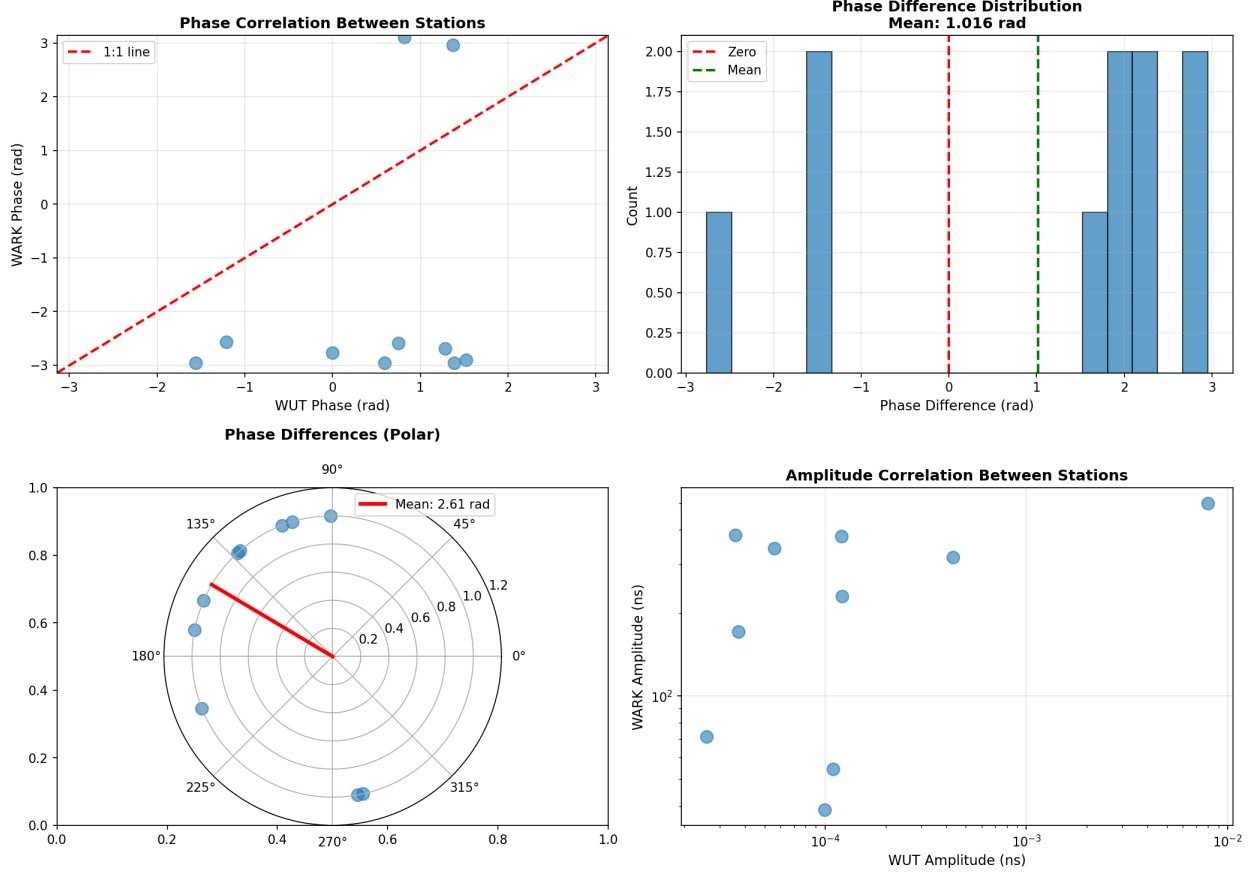 Phase Correlation Between Stations
1:1 line
3
2
1
0
−1
−2
−3
WARK Phase (rad)
−3 −2 −1 0 1 2 3
WUT Phase (rad)
Phase Difference Distribution
Mean: 1.016 rad
Zero
Mean
2.00
1.75
1.50
1.25
1.00
0.75
0.50
0.25
0.00
Count
−3 −2 −1 0 1 2 3
Phase Difference (rad)
Phase Differences (Polar)
1.0
0.8
0.6
0.4
0.2
0.0
0.0 0.2 0.4 0.6 0.8 1.0
90°
Mean: 2.61 rad
135°
45°
1.2
1.0
0.8
0.6
0.4
0.2
180°
0°
225°
315°
270°
Amplitude Correlation Between Stations
WARK Amplitude (ns)
10²
10⁻⁴ 10⁻³ 10⁻²
WUT Amplitude (ns)